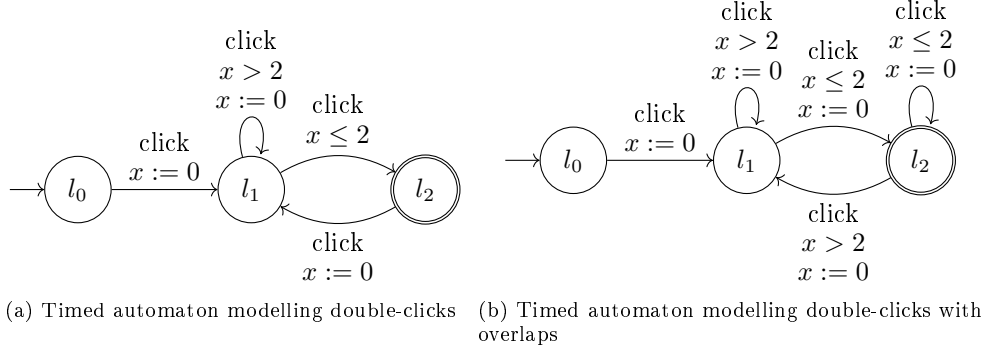 click
x > 2
x := 0
click
x ≤ 2
click
x := 0
l₀
l₁
l₂
click
x := 0
(a) Timed automaton modelling double-clicks
click
x > 2
x := 0
click
x ≤ 2
x := 0
click
x ≤ 2
x := 0
click
x := 0
l₀
l₁
l₂
click
x > 2
x := 0
(b) Timed automaton modelling double-clicks with
overlaps